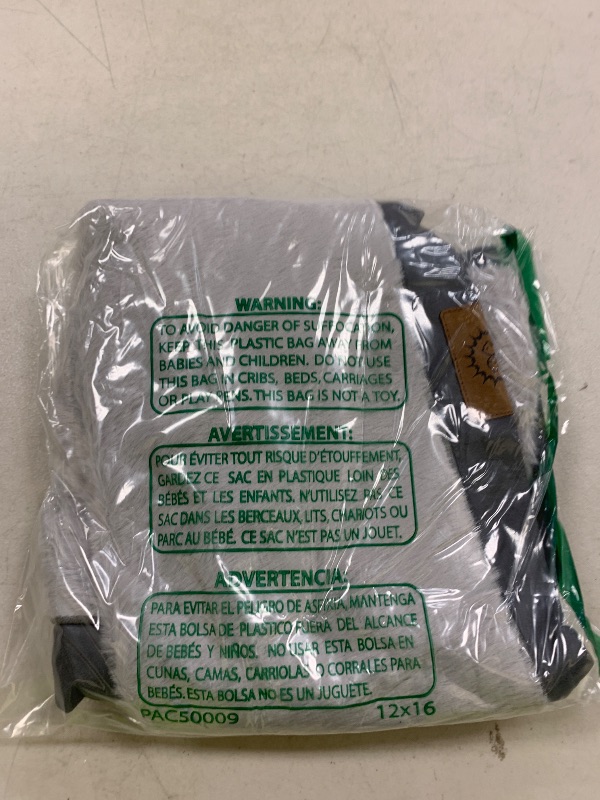 WARNING:
TO AVOID DANGER OF SUFFOCATION,
KEEP THIS PLASTIC BAG AWAY FROM
BABIES AND CHILDREN. DO NOT USE
THIS BAG IN CRIBS, BEDS, CARRIAGES
OR PLAY PENS. THIS BAG IS NOT A TOY.
AVERTISSEMENT:
POUR ÉVITER TOUT RISQUE D'ÉTOUFFEMENT,
GARDEZ CE SAC EN PLASTIQUE LOIN DES
BÉBÉS ET LES ENFANTS. N'UTILISEZ PAS CE
SAC DANS LES BERCEAUX, LITS, CHARIOTS OU
PARC AU BÉBÉ. CE SAC N'EST PAS UN JOUET.
ADVERTENCIA:
PARA EVITAR EL PELIGRO DE ASFIXIA, MANTENGA
ESTA BOLSA DE PLASTICO FUERA DEL ALCANCE
DE BEBÉS Y NIÑOS. NO USAR ESTA BOLSA EN
CUNAS, CAMAS, CARRIOLAS O CORRALES PARA
BEBÉS. ESTA BOLSA NO ES UN JUGUETE.
PAC50009 12x16